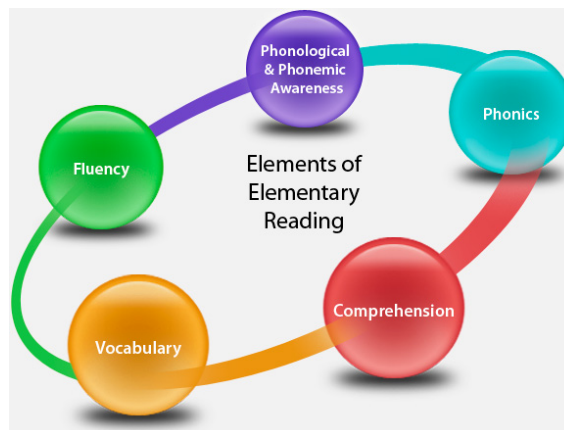 Phonological
& Phonemic
Awareness
Phonics
Fluency
Elements of
Elementary
Reading
Comprehension
Vocabulary